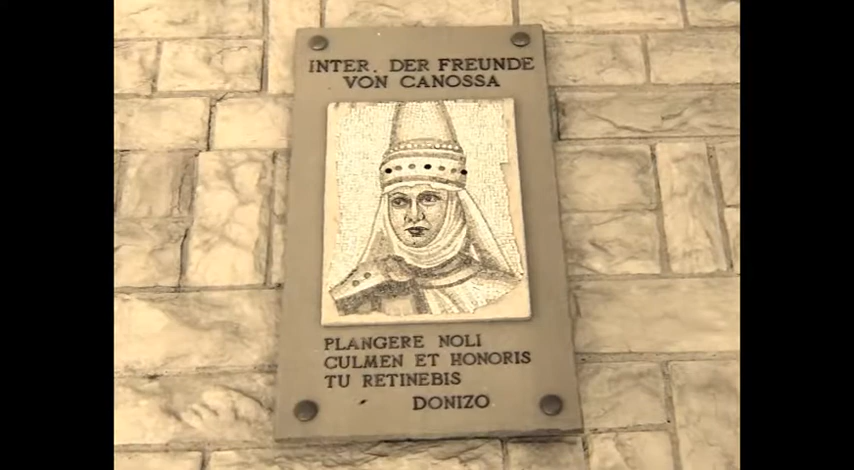 INTER. DER FREUNDE
VON CANOSSA
PLANGERE NOLI
CULMEN ET HONORIS
TU RETINEBIS
DONIZO